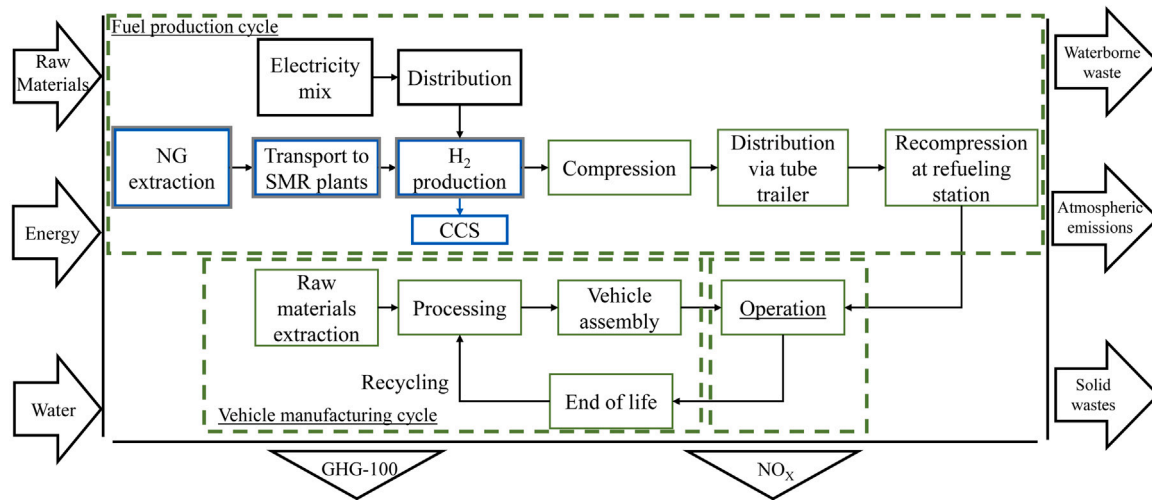 Fuel production cycle
Raw
Materials
Electricity
mix
Distribution
Waterborne
waste
NG
extraction
Transport to
SMR plants
H₂
production
Compression
Distribution
via tube
trailer
Recompression
at refueling
station
CCS
Energy
Atmospheric
emissions
Raw
materials
extraction
Processing
Vehicle
assembly
Operation
Recycling
End of life
Vehicle manufacturing cycle
Water
Solid
wastes
GHG-100
NOX